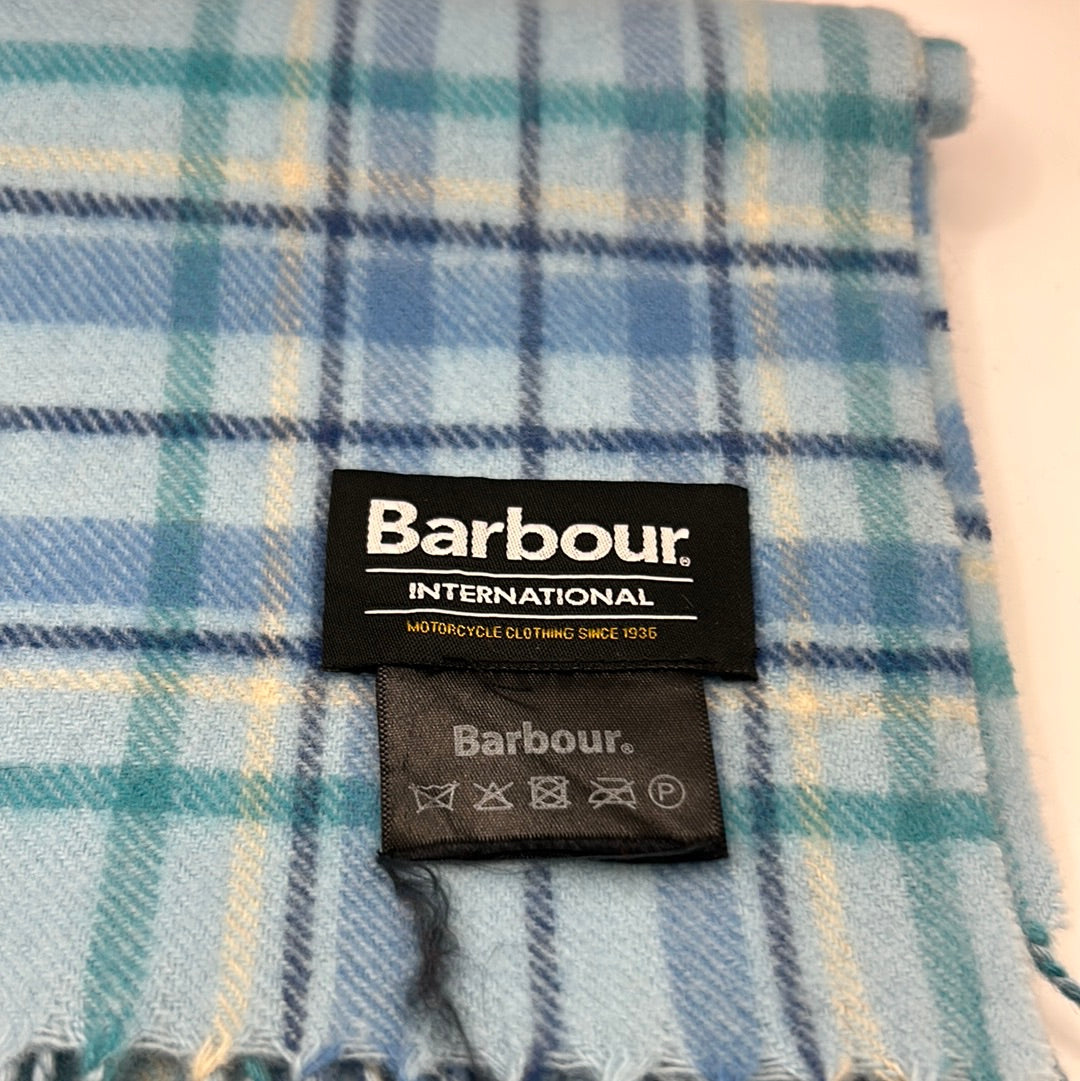 Barbour®
INTERNATIONAL
MOTORCYCLE CLOTHING SINCE 1936
Barbour®
P